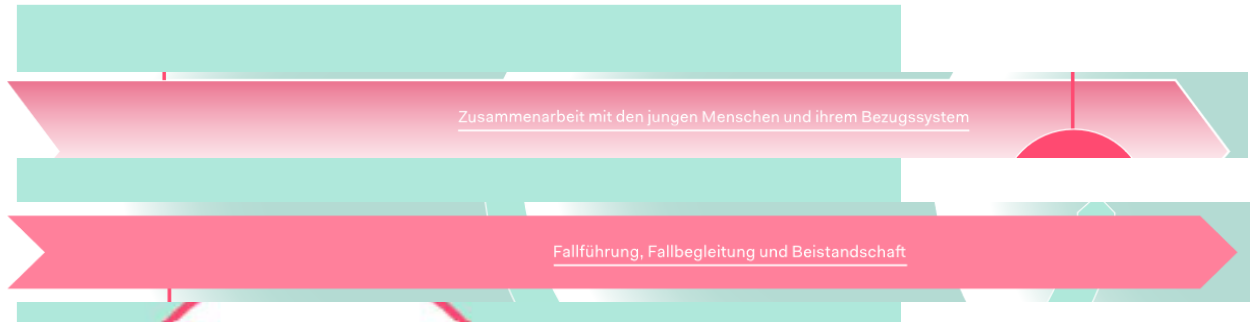 Zusammenarbeit mit den jungen Menschen und ihrem Bezugssystem
Fallführung, Fallbegleitung und Beistandschaft